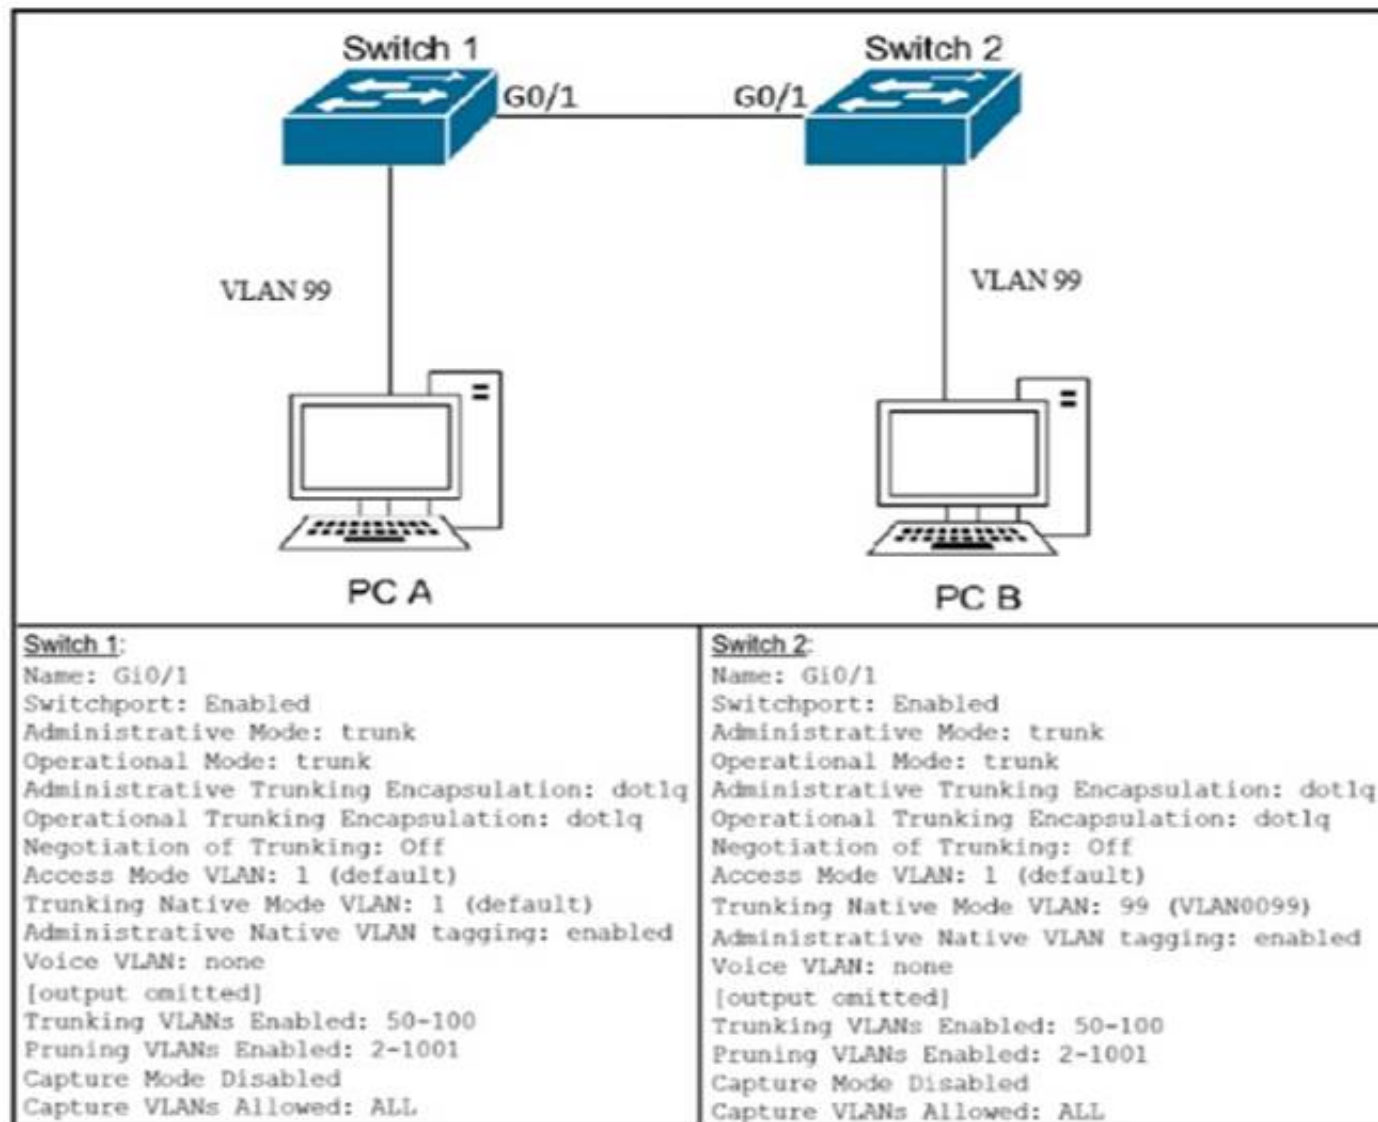 Switch 1
Switch 2
G0/1
G0/1
VLAN 99
VLAN 99
PC A
PC B
Switch 1:
Name: Gi0/1
Switchport: Enabled
Administrative Mode: trunk
Operational Mode: trunk
Administrative Trunking Encapsulation: dot1q
Operational Trunking Encapsulation: dot1q
Negotiation of Trunking: Off
Access Mode VLAN: 1 (default)
Trunking Native Mode VLAN: 1 (default)
Administrative Native VLAN tagging: enabled
Voice VLAN: none
[output omitted]
Trunking VLANs Enabled: 50-100
Pruning VLANs Enabled: 2-1001
Capture Mode Disabled
Capture VLANs Allowed: ALL
Switch 2:
Name: Gi0/1
Switchport: Enabled
Administrative Mode: trunk
Operational Mode: trunk
Administrative Trunking Encapsulation: dot1q
Operational Trunking Encapsulation: dot1q
Negotiation of Trunking: Off
Access Mode VLAN: 1 (default)
Trunking Native Mode VLAN: 99 (VLAN0099)
Administrative Native VLAN tagging: enabled
Voice VLAN: none
[output omitted]
Trunking VLANs Enabled: 50-100
Pruning VLANs Enabled: 2-1001
Capture Mode Disabled
Capture VLANs Allowed: ALL